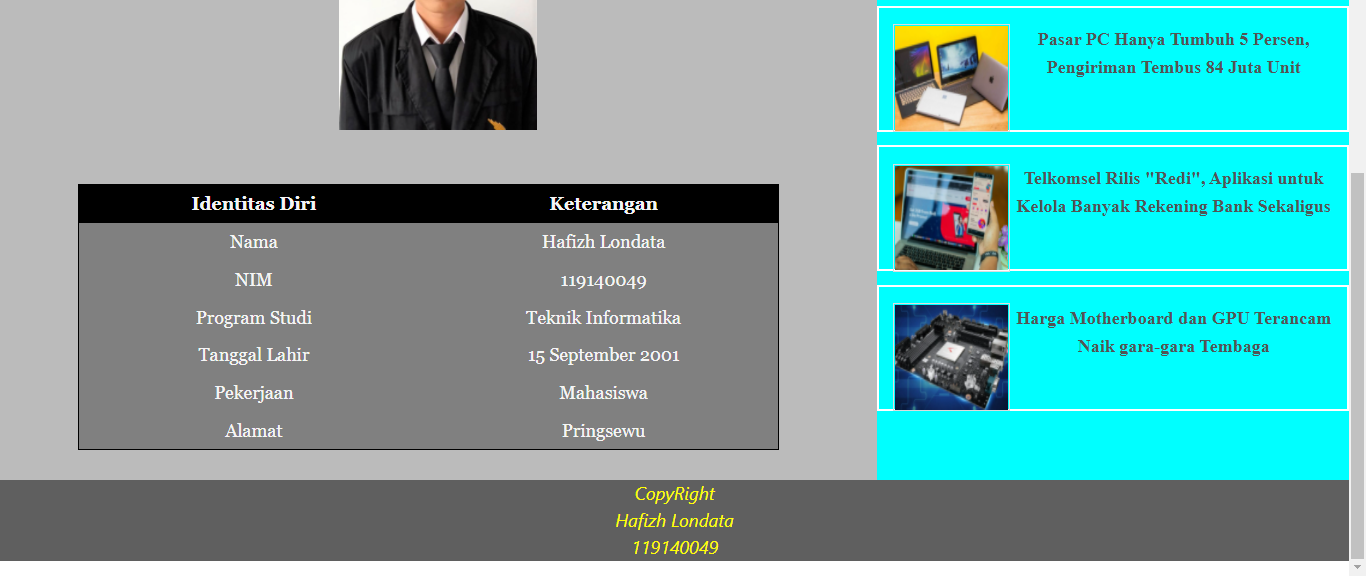 Identitas Diri Keterangan
Nama Hafizh Londata
NIM 119140049
Program Studi Teknik Informatika
Tanggal Lahir 15 September 2001
Pekerjaan Mahasiswa
Alamat Pringsewu
Pasar PC Hanya Tumbuh 5 Persen,
Pengiriman Tembus 84 Juta Unit
Telkomsel Rilis "Redi", Aplikasi untuk
Kelola Banyak Rekening Bank Sekaligus
Harga Motherboard dan GPU Terancam
Naik gara-gara Tembaga
CopyRight
Hafizh Londata
119140049